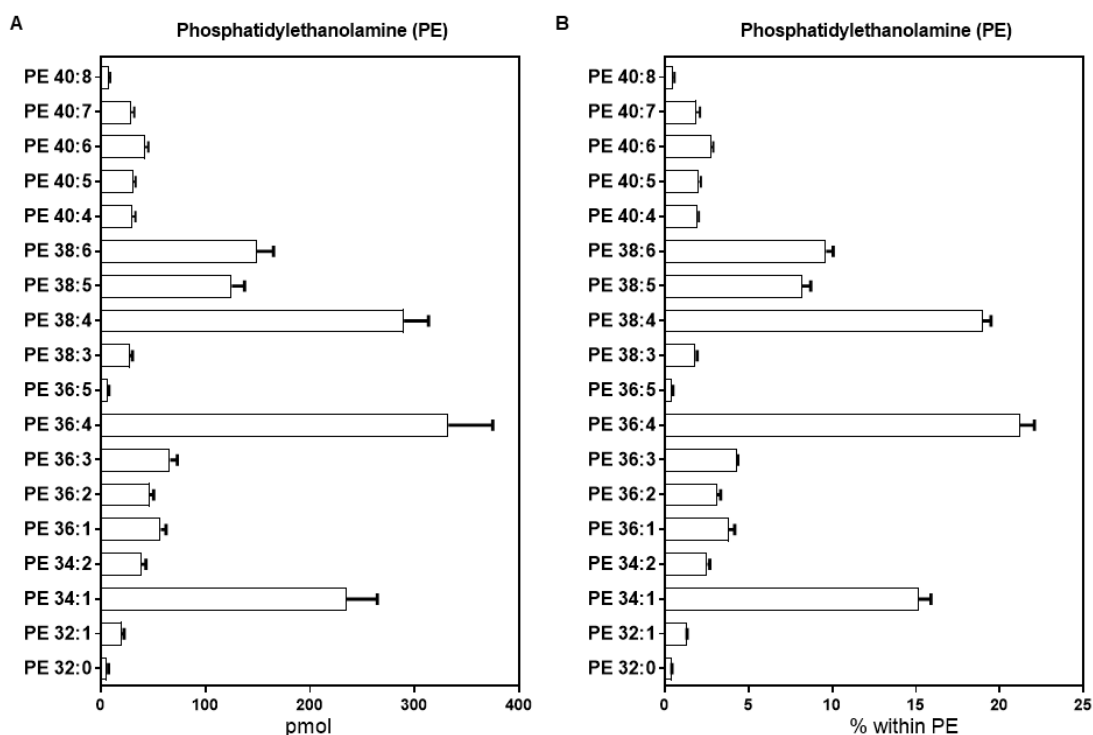 A
Phosphatidylethanolamine (PE)
PE 40:8
PE 40:7
PE 40:6
PE 40:5
PE 40:4
PE 38:6
PE 38:5
PE 38:4
PE 38:3
PE 36:5
PE 36:4
PE 36:3
PE 36:2
PE 36:1
PE 34:2
PE 34:1
PE 32:1
PE 32:0
0 100 200 300 400
pmol
B
Phosphatidylethanolamine (PE)
PE 40:8
PE 40:7
PE 40:6
PE 40:5
PE 40:4
PE 38:6
PE 38:5
PE 38:4
PE 38:3
PE 36:5
PE 36:4
PE 36:3
PE 36:2
PE 36:1
PE 34:2
PE 34:1
PE 32:1
PE 32:0
0 5 10 15 20 25
% within PE